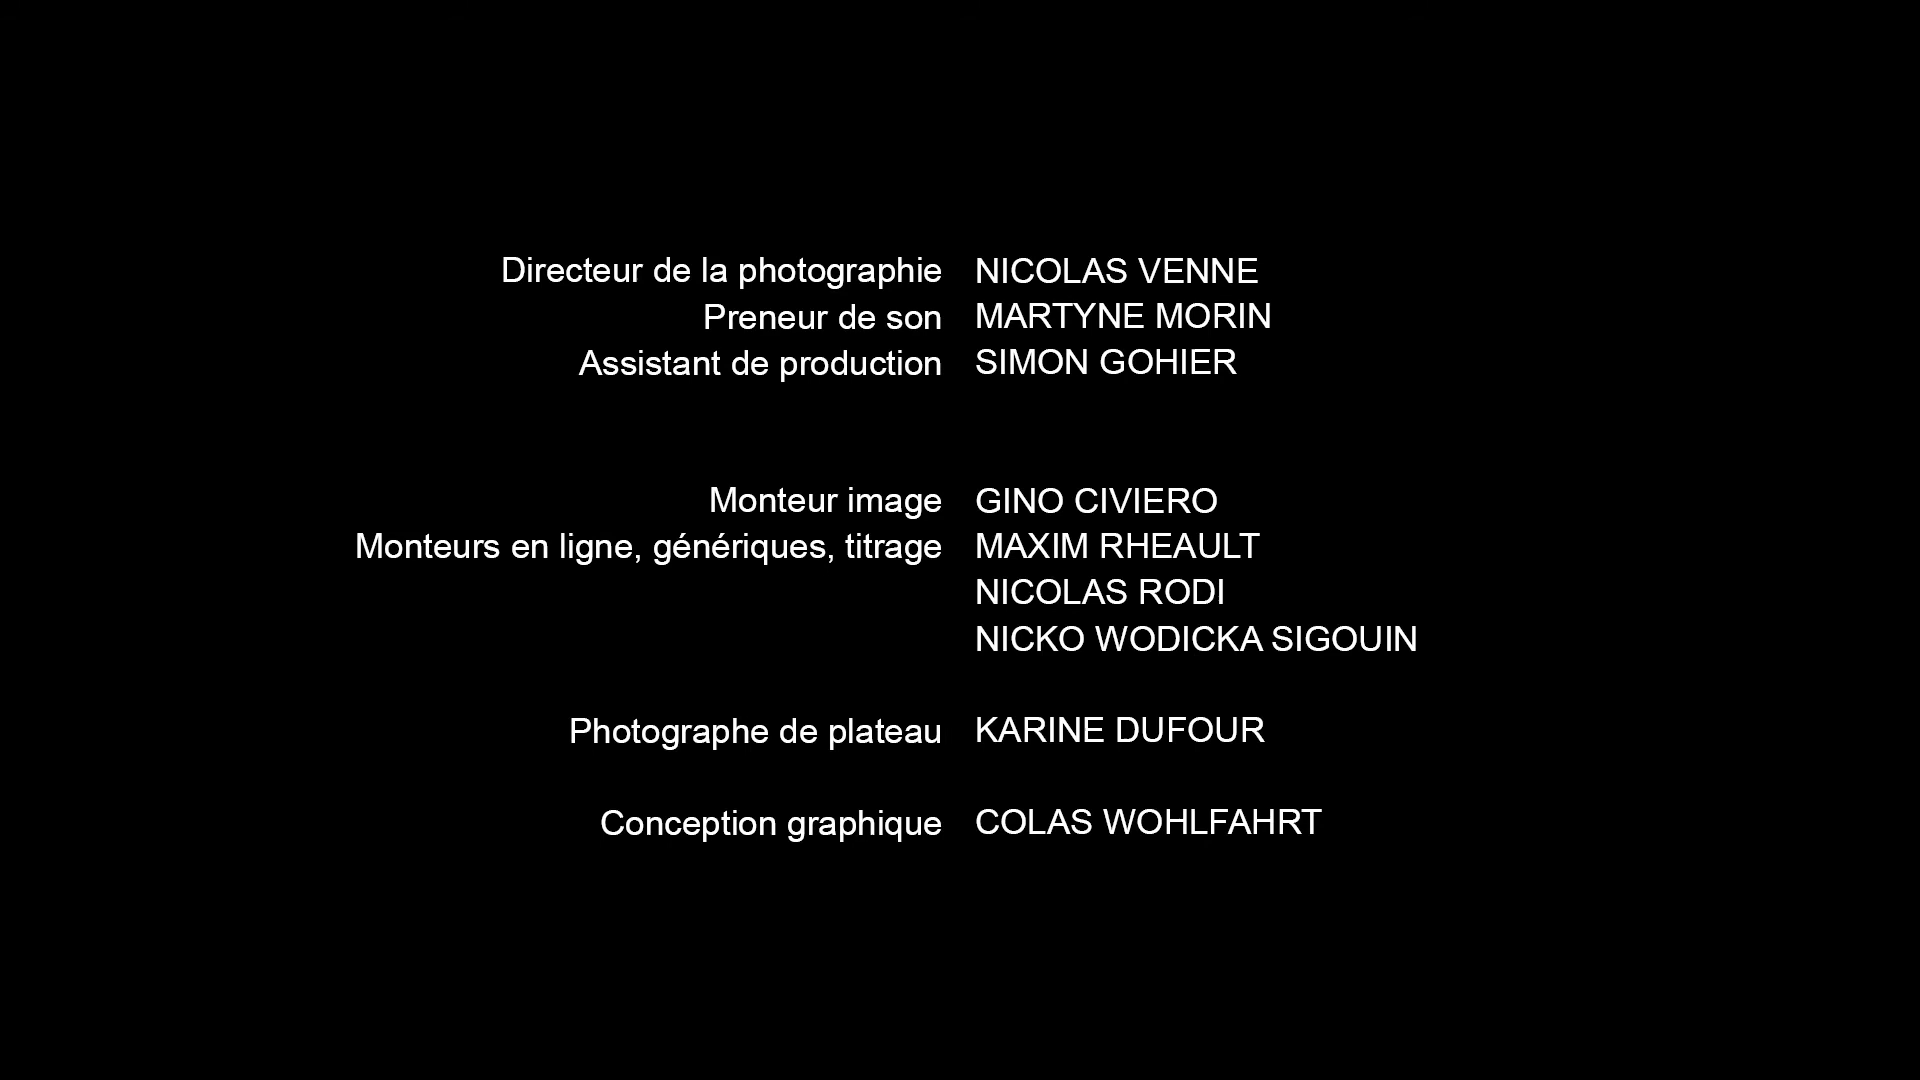 Directeur de la photographie NICOLAS VENNE
Preneur de son MARTYNE MORIN
Assistant de production SIMON GOHIER
Monteur image GINO CIVIERO
Monteurs en ligne, génériques, titrage MAXIM RHEAULT
NICOLAS RODI
NICKO WODICKA SIGOUIN
Photographe de plateau KARINE DUFOUR
Conception graphique COLAS WOHLFAHRT